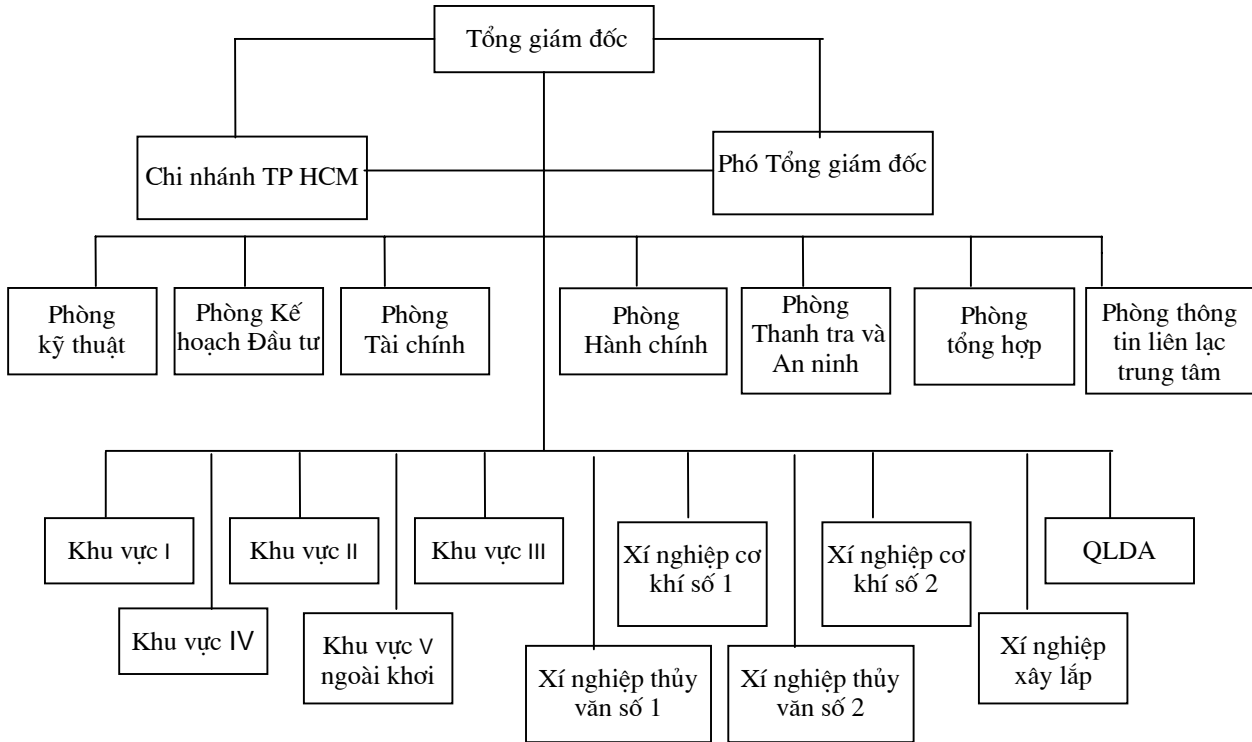 Tổng giám đốc
Chi nhánh TP HCM
Phó Tổng giám đốc
Phòng
kỹ thuật
Phòng Kế
hoạch Đầu tư
Phòng
Tài chính
Phòng
Hành chính
Phòng
Thanh tra và
An ninh
Phòng
tổng hợp
Phòng thông
tin liên lạc
trung tâm
Khu vực I
Khu vực II
Khu vực III
Xí nghiệp cơ
khí số 1
Xí nghiệp cơ
khí số 2
QLDA
Khu vực IV
Khu vực V
ngoài khơi
Xí nghiệp thủy
văn số 1
Xí nghiệp thủy
văn số 2
Xí nghiệp
xây lắp